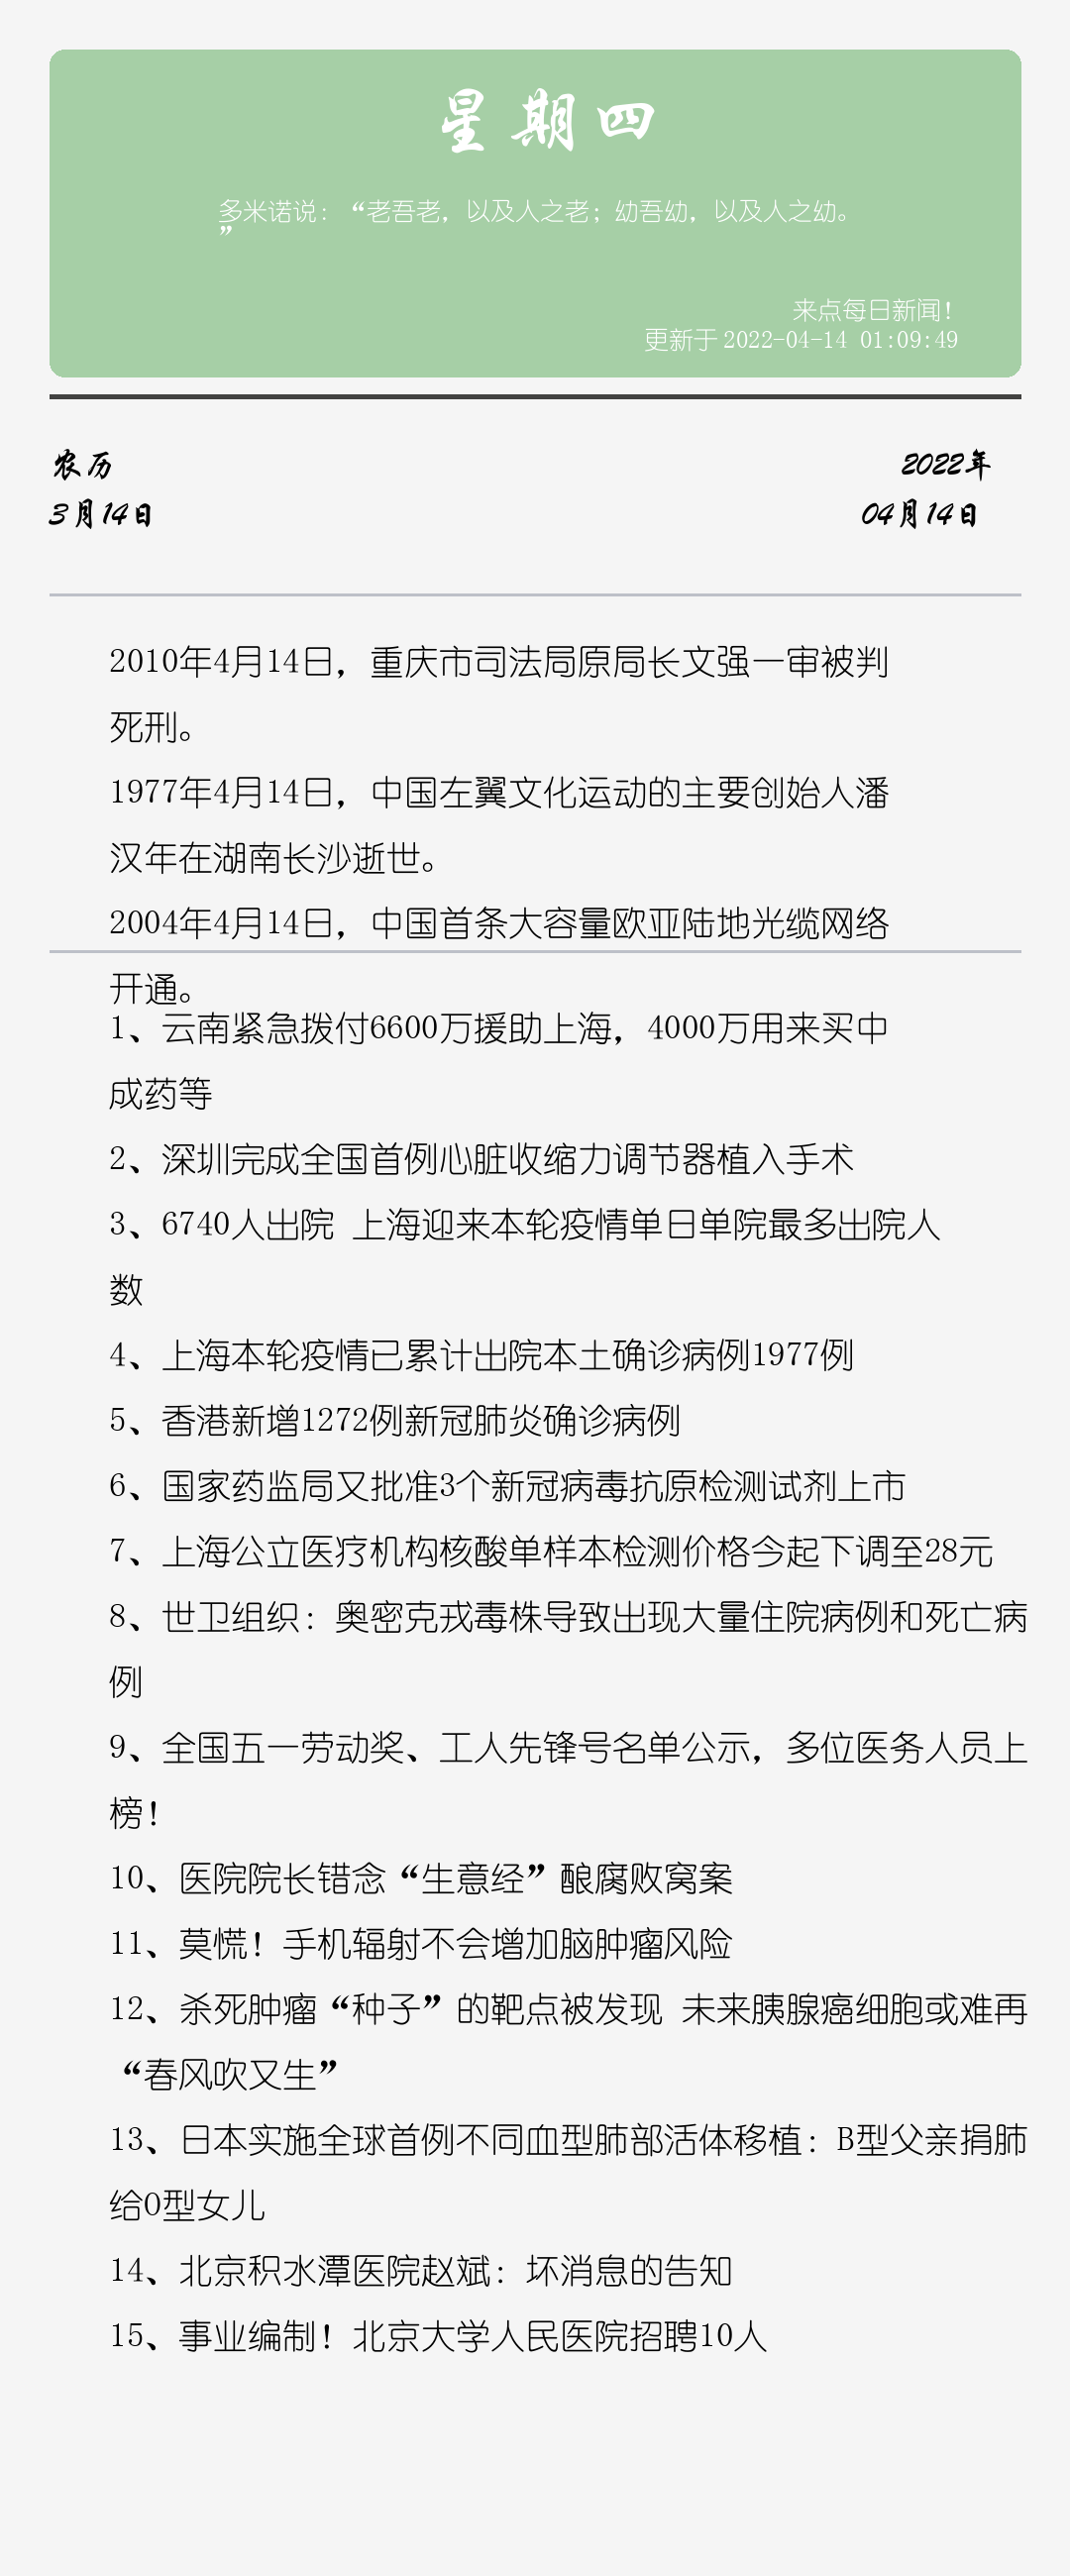 星期四
多米诺说：“老吾老，以及人之老；幼吾幼，以及人之幼。
”
来点每日新闻！
更新于 2022-04-14 01:09:49
农历
3月14日
2022年
04月14日
2010年4月14日，重庆市司法局原局长文强一审被判
死刑。
1977年4月14日，中国左翼文化运动的主要创始人潘
汉年在湖南长沙逝世。
2004年4月14日，中国首条大容量欧亚陆地光缆网络
开通。
1、云南紧急拨付6600万援助上海，4000万用来买中
成药等
2、深圳完成全国首例心脏收缩力调节器植入手术
3、6740人出院 上海迎来本轮疫情单日单院最多出院人
数
4、上海本轮疫情已累计出院本土确诊病例1977例
5、香港新增1272例新冠肺炎确诊病例
6、国家药监局又批准3个新冠病毒抗原检测试剂上市
7、上海公立医疗机构核酸单样本检测价格今起下调至28元
8、世卫组织：奥密克戎毒株导致出现大量住院病例和死亡病
例
9、全国五一劳动奖、工人先锋号名单公示，多位医务人员上
榜！
10、医院院长错念“生意经”酿腐败窝案
11、莫慌！手机辐射不会增加脑肿瘤风险
12、杀死肿瘤“种子”的靶点被发现 未来胰腺癌细胞或难再
“春风吹又生”
13、日本实施全球首例不同血型肺部活体移植：B型父亲捐肺
给O型女儿
14、北京积水潭医院赵斌：坏消息的告知
15、事业编制！北京大学人民医院招聘10人